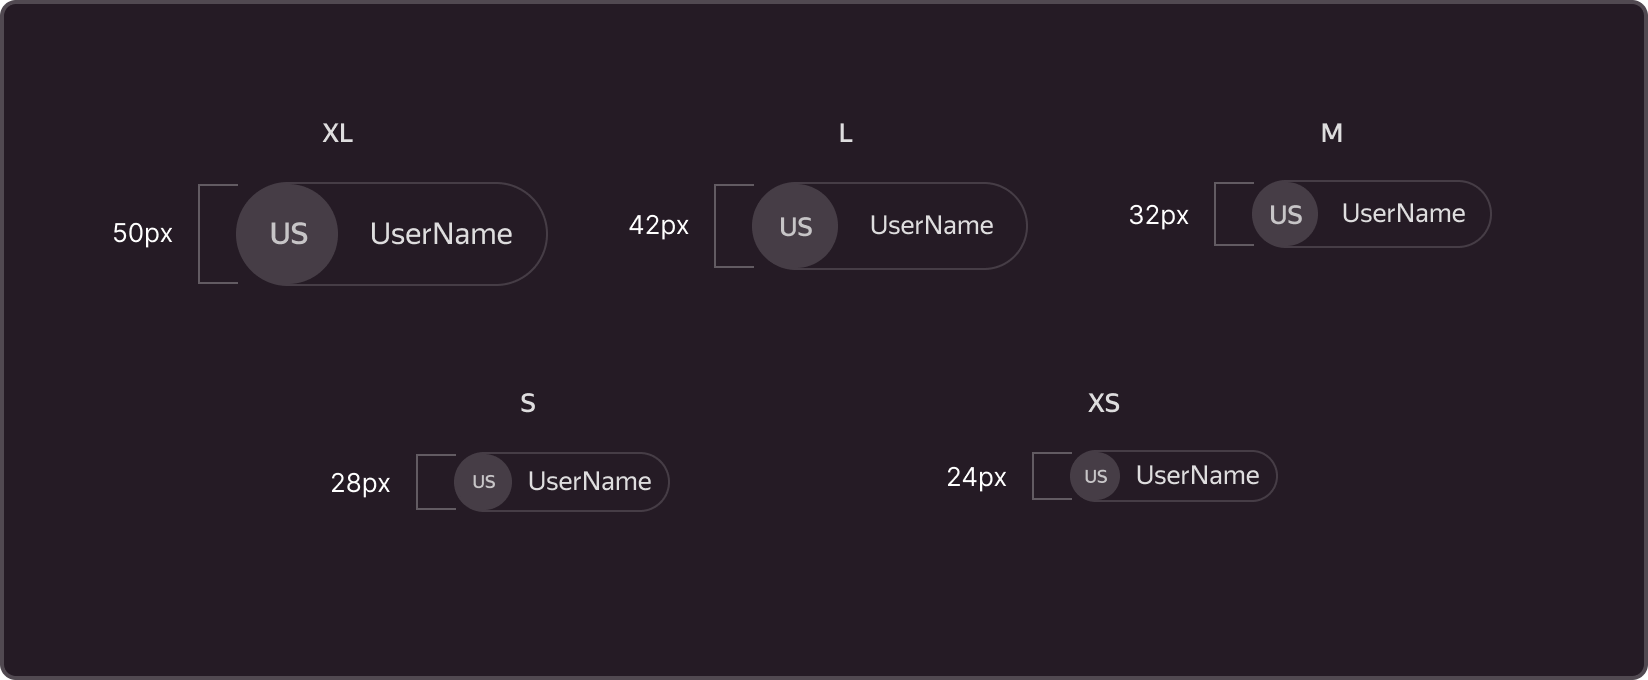 XL
L
M
50px
US
UserName
42px
US
UserName
32px
US
UserName
S
XS
28px
US
UserName
24px
US
UserName